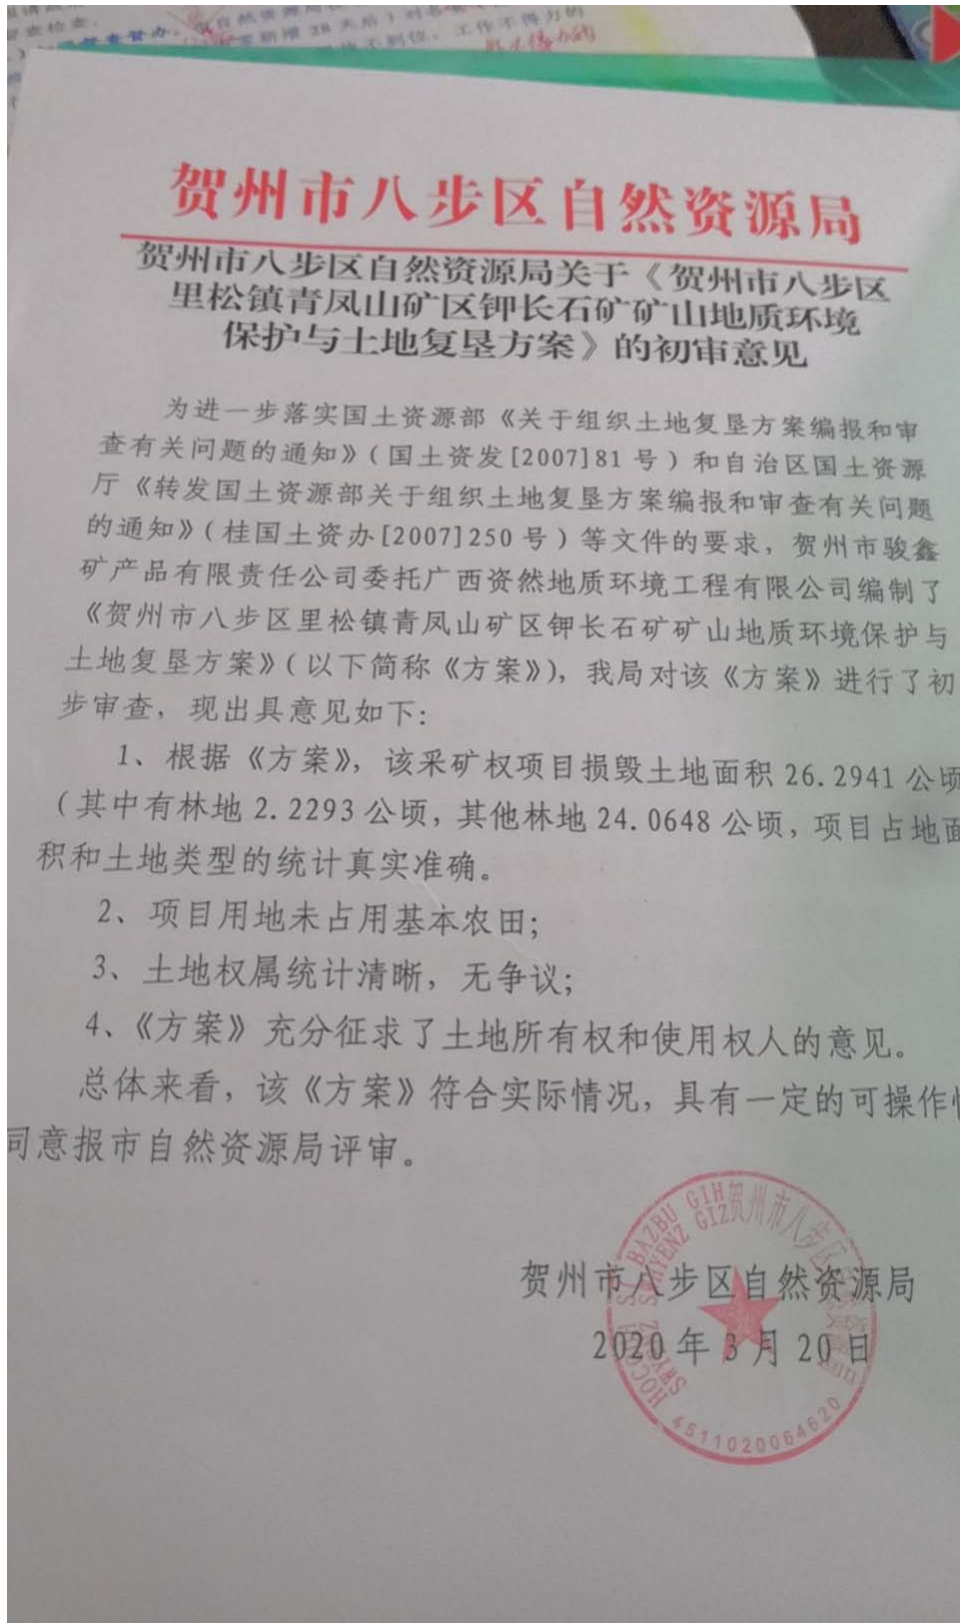 贺州市八步区自然资源局
贺州市八步区自然资源局关于《贺州市八步区
里松镇青凤山矿区钾长石矿矿山地质环境
保护与土地复垦方案》的初审意见
为进一步落实国土资源部《关于组织土地复垦方案编报和审
查有关问题的通知》(国土资发[2007]81号)和自治区国土资源
厅《转发国土资源部关于组织土地复垦方案编报和审查有关问题
的通知》(桂国土资办[2007]250号)等文件的要求，贺州市骏鑫
矿产品有限责任公司委托广西资然地质环境工程有限公司编制了
《贺州市八步区里松镇青凤山矿区钾长石矿矿山地质环境保护与
土地复垦方案》(以下简称《方案》)，我局对该《方案》进行了初
步审查，现出具意见如下:
1、根据《方案》，该采矿权项目损毁土地面积26.2941公顷
(其中有林地2.2293公顷，其他林地24.0648公顷，项目占地面
积和土地类型的统计真实准确。
2、项目用地未占用基本农田;
3、土地权属统计清晰，无争议;
4、《方案》充分征求了土地所有权和使用权人的意见。
总体来看，该《方案》符合实际情况，具有一定的可操作性
同意报市自然资源局评审。
贺州市八步区自然资源局
2020年3月20日
4511020064620